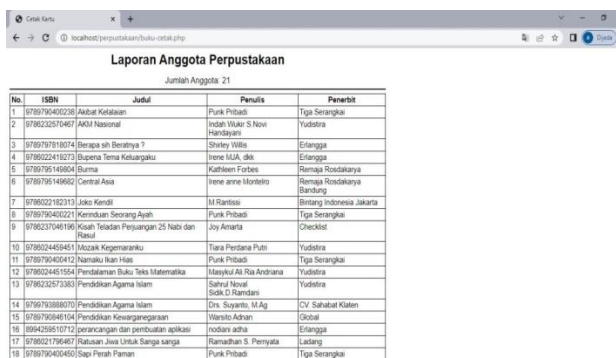 Cetak Kartu
localhost/perpustakaan/buku-cetak.php
Laporan Anggota Perpustakaan
Jumlah Anggota: 21
No. ISBN Judul Penulis Penerbit
1 9789790400238 Akibat Kelalaian Punk Pribadi Tiga Serangkai
2 9786232570467 AKM Nasional Indah Wukir S.Novi Yudistira
Handayani
3 9789797818074 Berapa sih Beratnya ? Shirley Willis Erlangga
4 9786022418273 Bupena Tema Keluargaku Irene MJA, dkk Erlangga
5 9789795149804 Burma Kathleen Forbes Remaja Rosdakarya
6 9789795149682 Central Asia Irene anne Monteiro Remaja Rosdakarya
Bandung
7 9786022182313 Joko Kendil M.Rantissi Bintang Indonesia Jakarta
8 9789790400221 Kerinduan Seorang Ayah Punk Pribadi Tiga Serangkai
9 9786237046196 Kisah Teladan Perjuangan 25 Nabi dan Joy Amarta Checklist
Rasul
10 9786024459451 Mozaik Kegemaranku Tiara Perdana Putri Yudistira
11 9789790400412 Namaku Ikan Hias Punk Pribadi Tiga Serangkai
12 9786024451554 Pendalaman Buku Teks Matematika Masykul Ali.Ria Andriana Yudistira
13 9786232573383 Pendidikan Agama Islam Sahrul Noval Yudistira
Sidik.D.Ramdani
14 9799793888070 Pendidikan Agama Islam Drs. Suyanto, M.Ag CV. Sahabat Klaten
15 9789790846104 Pendidikan Kewarganegaraan Warsito Adnan Global
16 8994259510712 perancangan dan pembuatan aplikasi nodiani adha Erlangga
17 9786021796467 Ratusan Jiwa Untuk Sanga sanga Ramadhan S. Pernyata Ladang
18 9789790400450 Sapi Perah Paman Punk Pribadi Tiga Serangkai